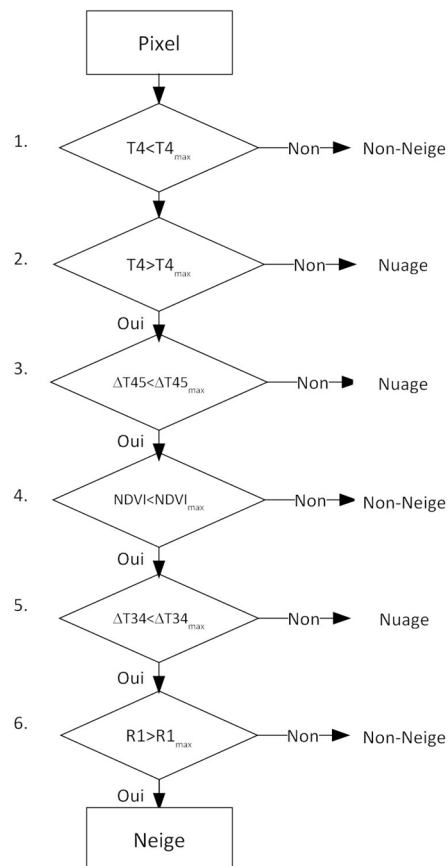 Pixel
1.
T4<T4max
Non
Non-Neige
2.
T4>T4max
Non
Nuage
Oui
3.
ΔT45<ΔT45max
Non
Nuage
Oui
4.
NDVI<NDVImax
Non
Non-Neige
Oui
5.
ΔT34<ΔT34max
Non
Nuage
Oui
6.
R1>R1max
Non
Non-Neige
Oui
Neige